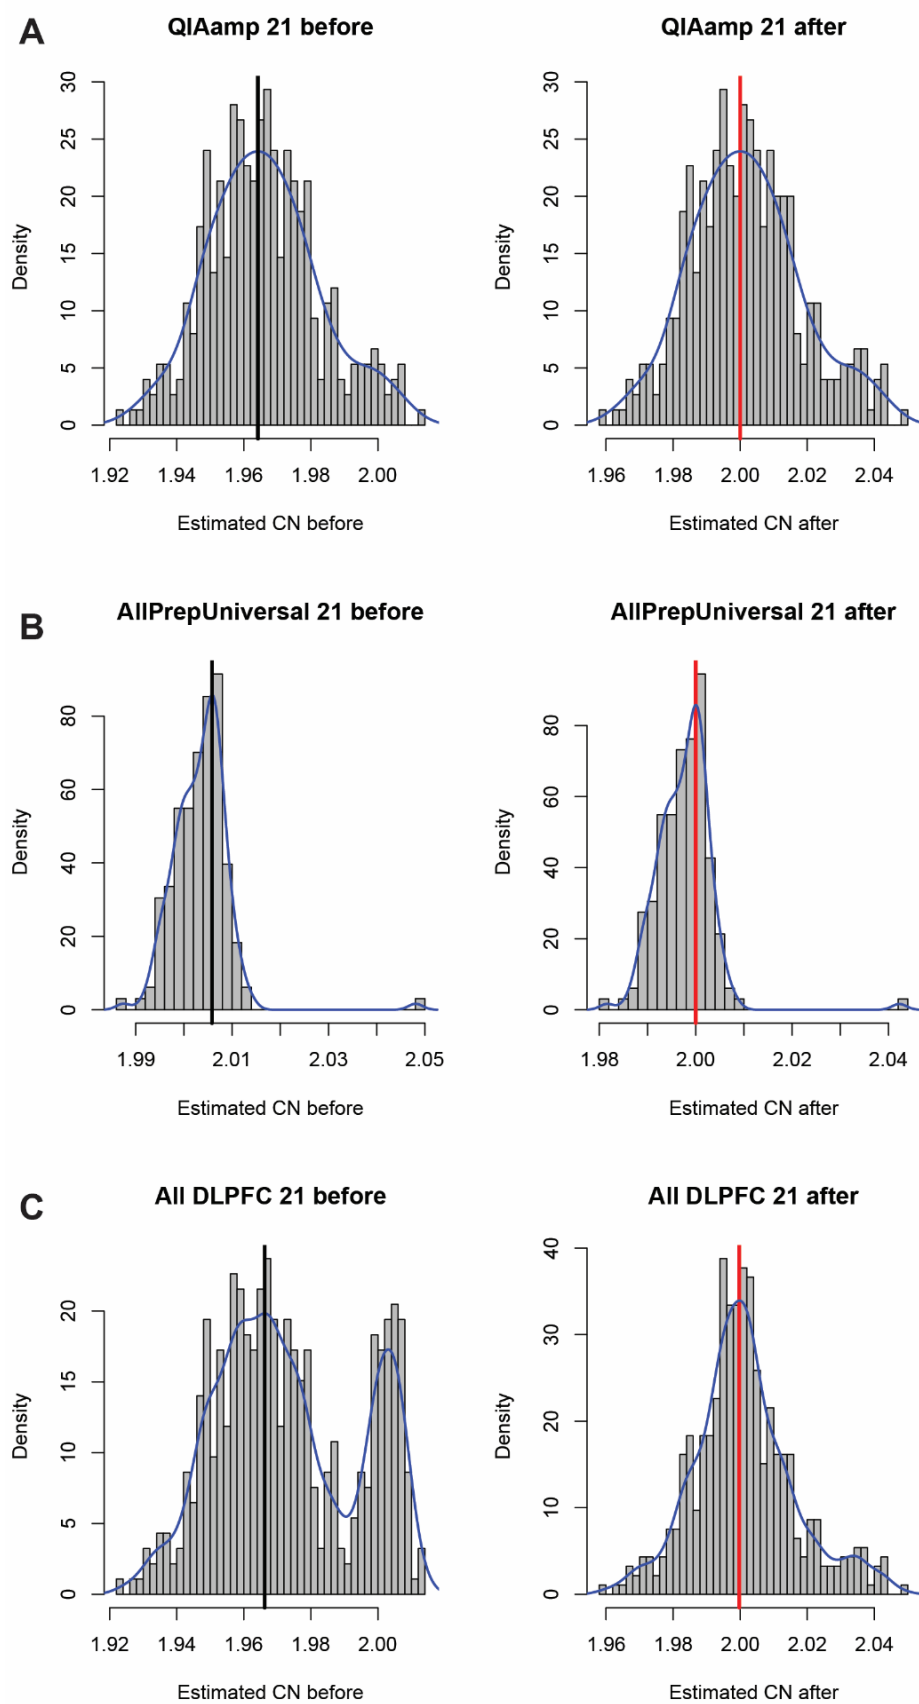 A
QIAamp 21 before
QIAamp 21 after
Density
0 5 10 15 20 25 30
1.92 1.94 1.96 1.98 2.00
Estimated CN before
Density
0 5 10 15 20 25 30
1.96 1.98 2.00 2.02 2.04
Estimated CN after
B
AllPrepUniversal 21 before
AllPrepUniversal 21 after
Density
0 20 40 60 80
1.99 2.01 2.03 2.05
Estimated CN before
Density
0 20 40 60 80
1.98 2.00 2.02 2.04
Estimated CN after
C
All DLPFC 21 before
All DLPFC 21 after
Density
0 5 10 15 20
1.92 1.94 1.96 1.98 2.00
Estimated CN before
Density
0 10 20 30 40
1.96 1.98 2.00 2.02 2.04
Estimated CN after